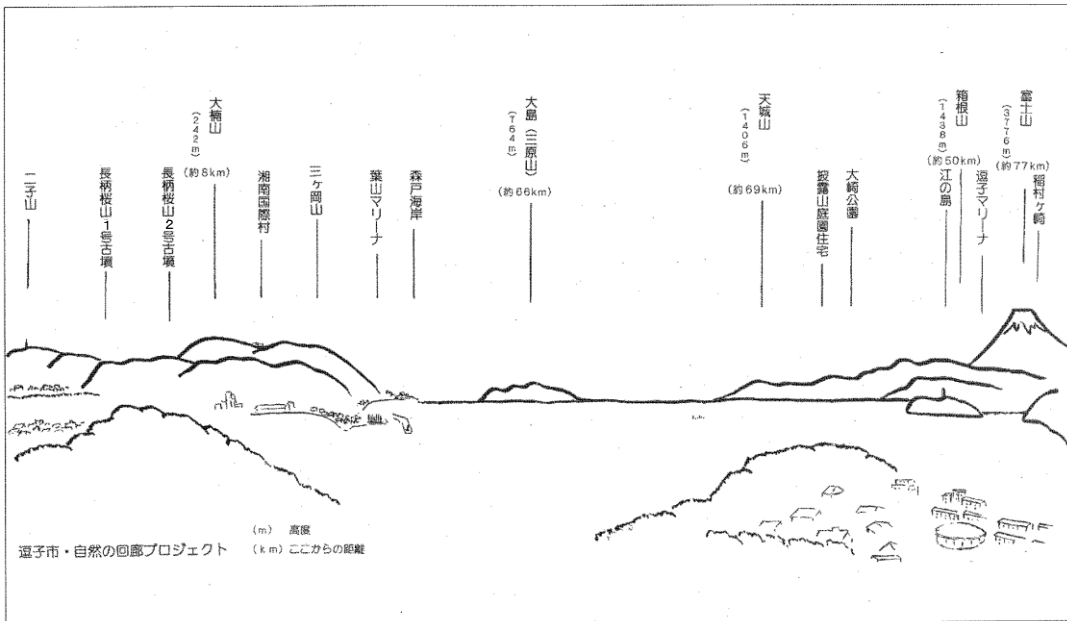 二子山
長柄桜山1号古墳
長柄桜山2号古墳
大楠山
(242m)
(約8km)
湘南国際村
三ヶ岡山
葉山マリーナ
森戸海岸
大島(三原山)
(764m)
(約66km)
天城山
(1406m)
(約69km)
披露山庭園住宅
大崎公園
箱根山
(1438m)
(約50km)
江の島
逗子マリーナ
富士山
(3776m)
(約77km)
稲村ヶ崎
(m) 高度
逗子市・自然の回廊プロジェクト
(km) ここからの距離